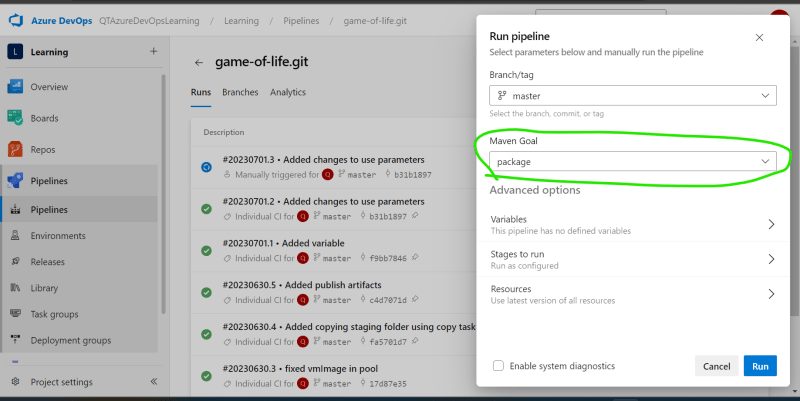 Azure DevOps QTAzureDevOpsLearning / Learning / Pipelines / game-of-life.git
L Learning +
Overview
Boards
Repos
Pipelines
Pipelines
Environments
Releases
Library
Task groups
Deployment groups
Project settings
game-of-life.git
Runs Branches Analytics
Description
#20230701.3 • Added changes to use parameters
Manually triggered for Q master b31b1897
#20230701.2 • Added changes to use parameters
Individual CI for Q master b31b1897
#20230701.1 • Added variable
Individual CI for Q master f9bb7846
#20230630.5 • Added publish artifacts
Individual CI for Q master c4d7071d
#20230630.4 • Added copying staging folder using copy task
Individual CI for Q master fa5701d7
#20230630.3 • fixed vmImage in pool
Individual CI for Q master 17d87e35
Run pipeline
Select parameters below and manually run the pipeline
Branch/tag
master
Select the branch, commit, or tag
Maven Goal
package
Advanced options
Variables
This pipeline has no defined variables
Stages to run
Run as configured
Resources
Use latest version of all resources
Enable system diagnostics
Cancel Run